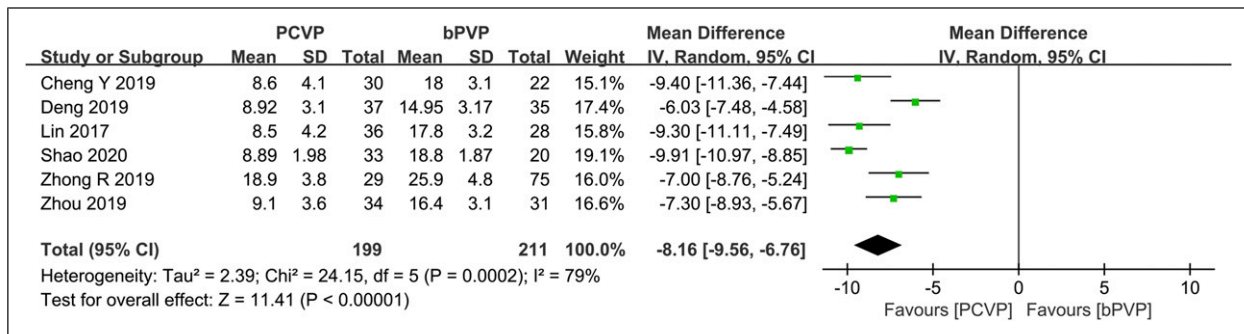 PCVP bPVP Mean Difference Mean Difference
Study or Subgroup Mean SD Total Mean SD Total Weight IV, Random, 95% CI IV, Random, 95% CI
Cheng Y 2019 8.6 4.1 30 18 3.1 22 15.1% -9.40 [-11.36, -7.44]
Deng 2019 8.92 3.1 37 14.95 3.17 35 17.4% -6.03 [-7.48, -4.58]
Lin 2017 8.5 4.2 36 17.8 3.2 28 15.8% -9.30 [-11.11, -7.49]
Shao 2020 8.89 1.98 33 18.8 1.87 20 19.1% -9.91 [-10.97, -8.85]
Zhong R 2019 18.9 3.8 29 25.9 4.8 75 16.0% -7.00 [-8.76, -5.24]
Zhou 2019 9.1 3.6 34 16.4 3.1 31 16.6% -7.30 [-8.93, -5.67]
Total (95% CI) 199 211 100.0% -8.16 [-9.56, -6.76]
Heterogeneity: Tau² = 2.39; Chi² = 24.15, df = 5 (P = 0.0002); I² = 79%
Test for overall effect: Z = 11.41 (P < 0.00001)
-10 -5 0 5 10
Favours [PCVP] Favours [bPVP]